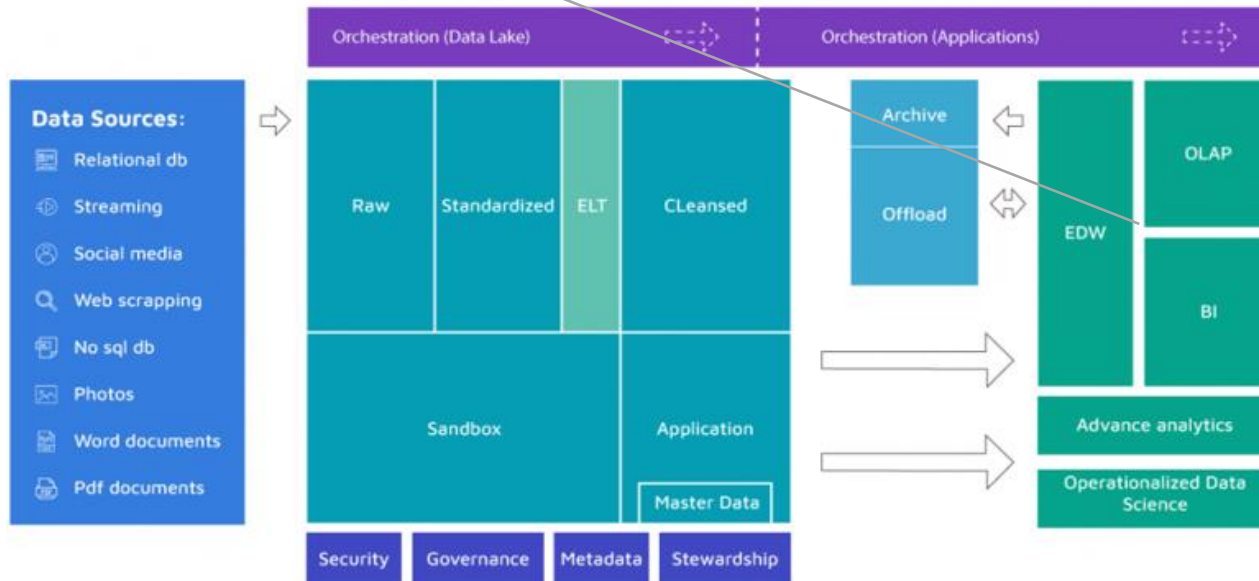 Orchestration (Data Lake)
Orchestration (Applications)
Data Sources:
Relational db
Streaming
Social media
Web scrapping
No sql db
Photos
Word documents
Pdf documents
Raw
Standardized
ELT
CLeansed
Sandbox
Application
Master Data
Security
Governance
Metadata
Stewardship
Archive
Offload
EDW
OLAP
BI
Advance analytics
Operationalized Data
Science